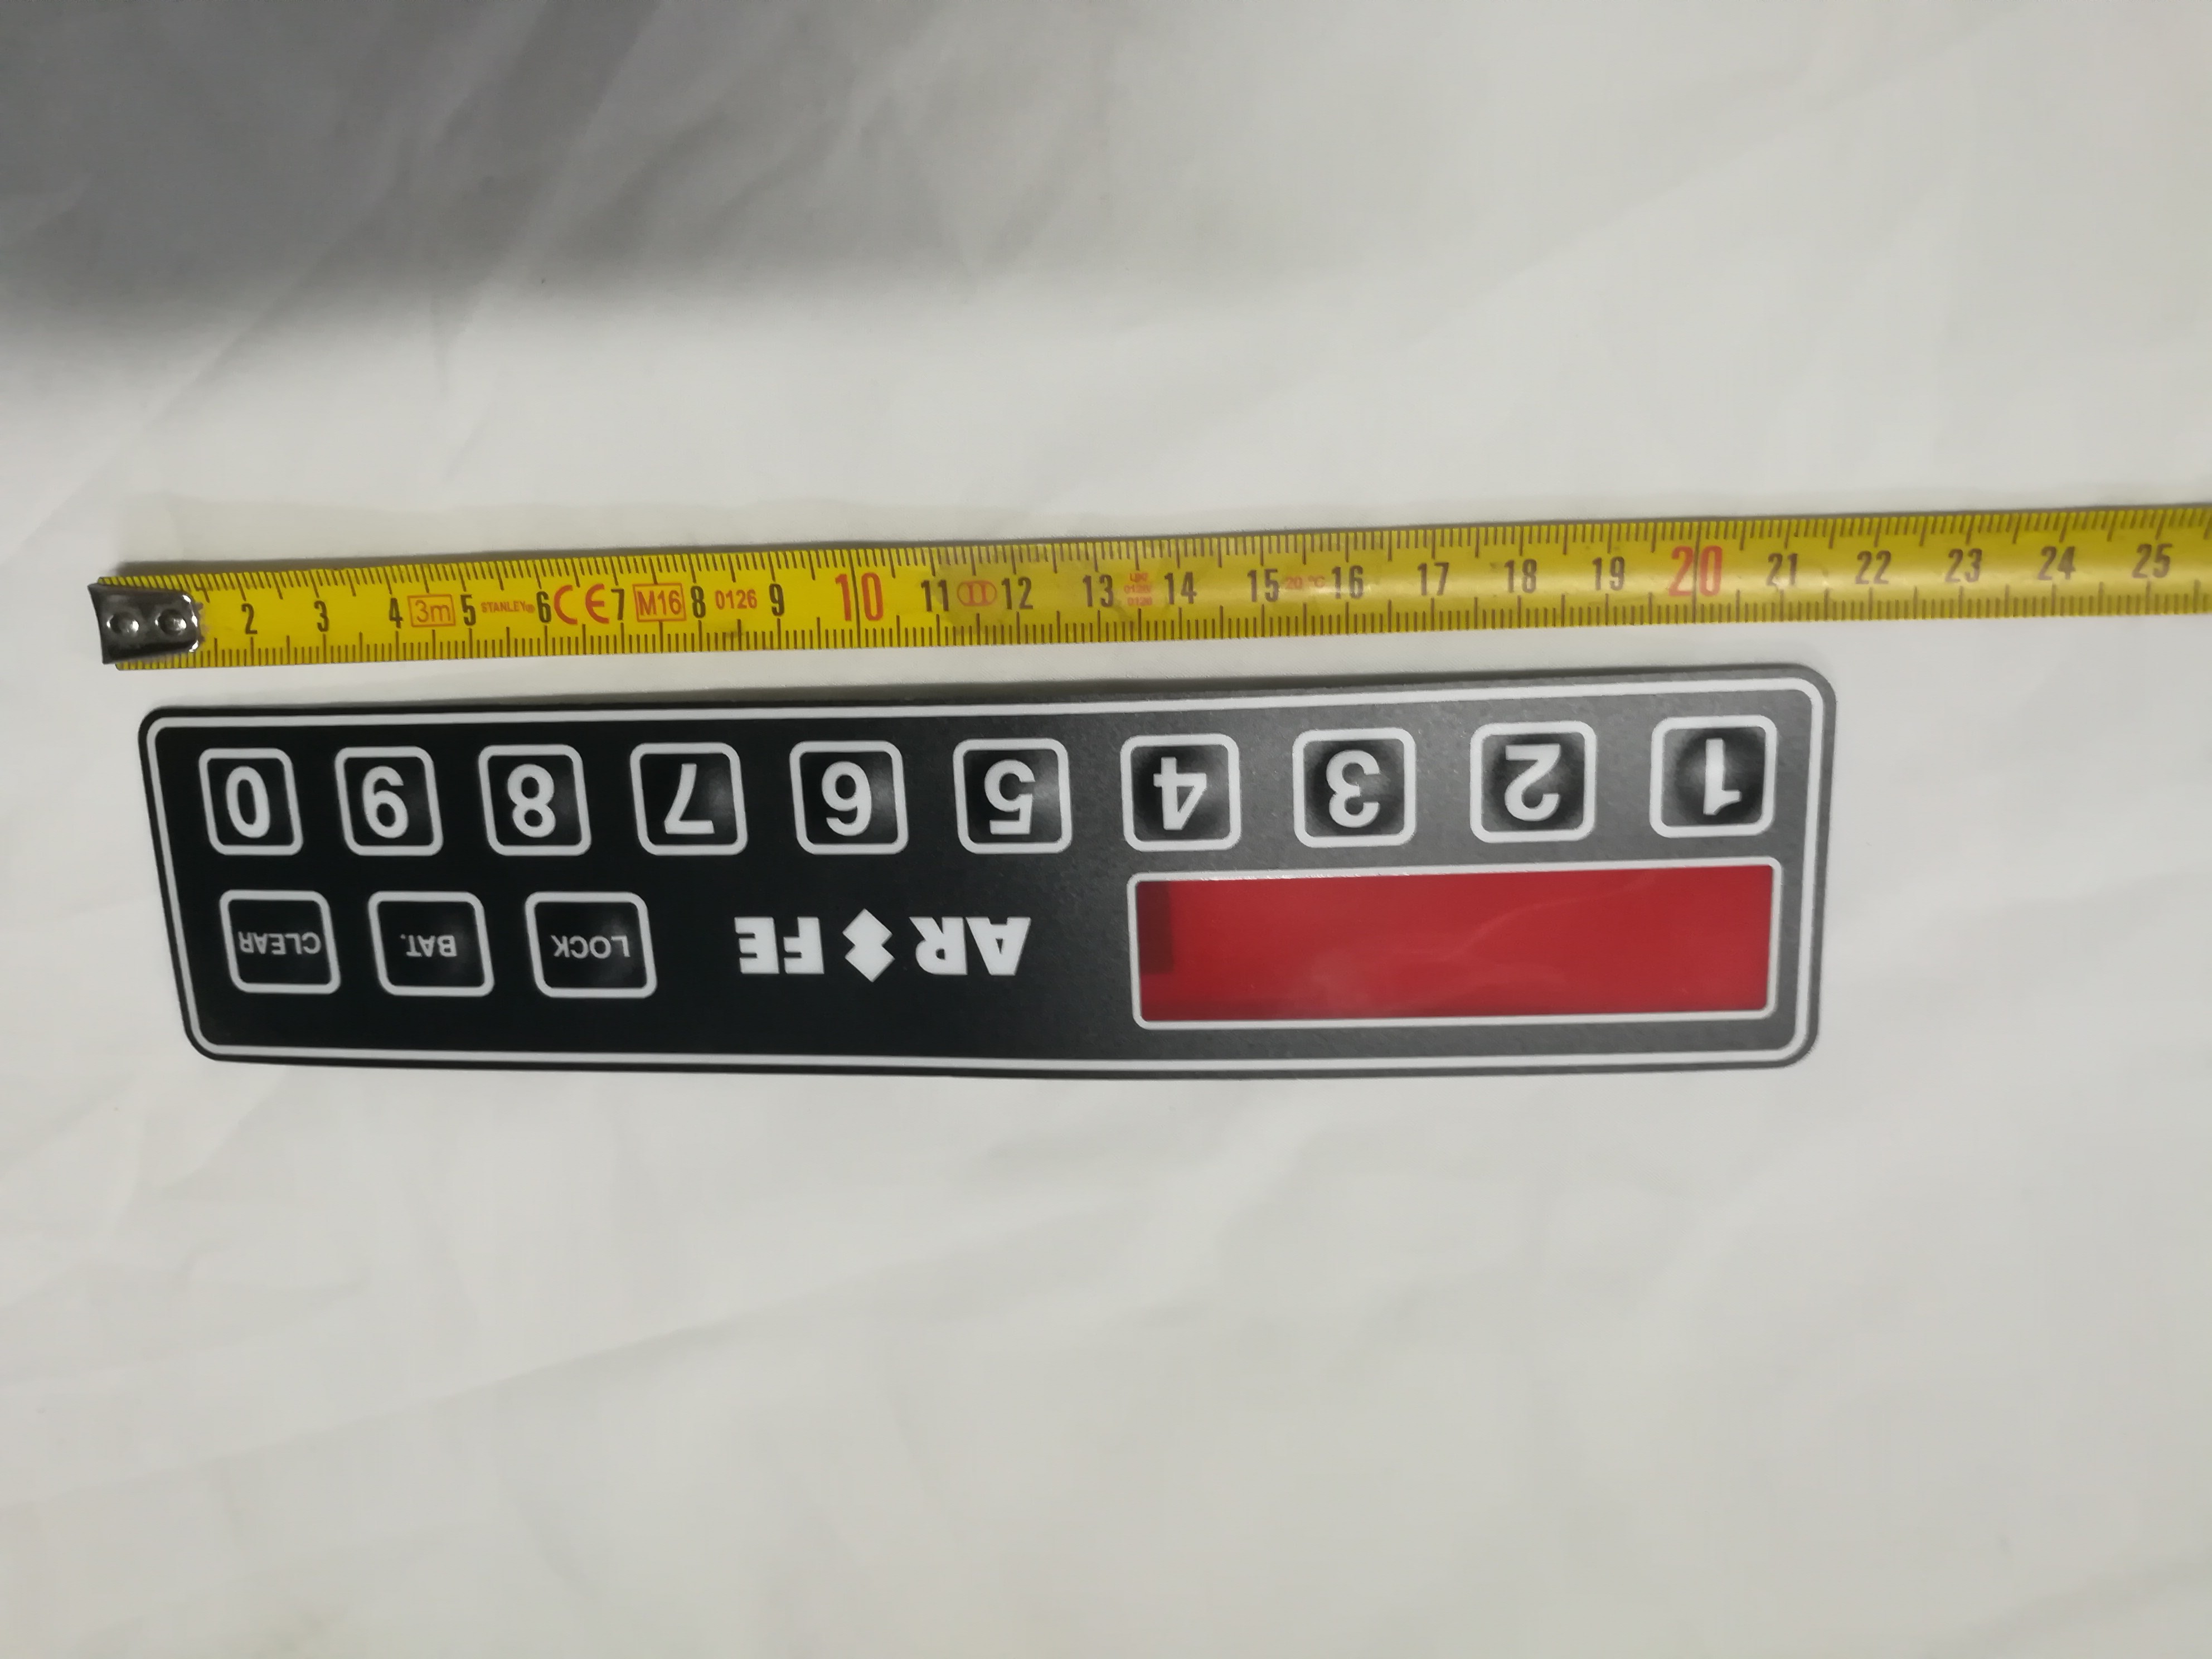 2 3 4 3m 5 STANLEY® 6 CE 7 M16 8 0126 9 10 11 II 12 13 14 15 20 °C 16 17 18 19 20 21 22 23 24 25
1 2 3 4 5 6 7 8 9 0
AR FE LOCK BAT. CLEAR